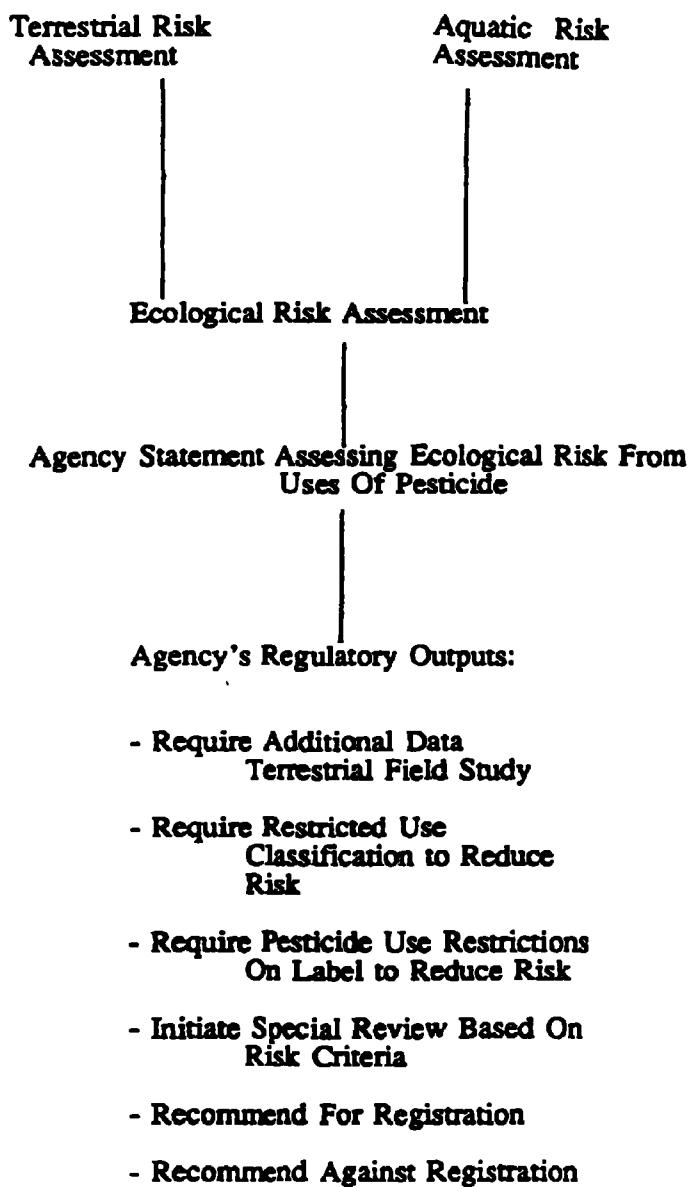 Terrestrial Risk
Assessment
Aquatic Risk
Assessment
Ecological Risk Assessment
Agency Statement Assessing Ecological Risk From
Uses Of Pesticide
Agency's Regulatory Outputs:
- Require Additional Data
Terrestrial Field Study
- Require Restricted Use
Classification to Reduce
Risk
- Require Pesticide Use Restrictions
On Label to Reduce Risk
- Initiate Special Review Based On
Risk Criteria
- Recommend For Registration
- Recommend Against Registration